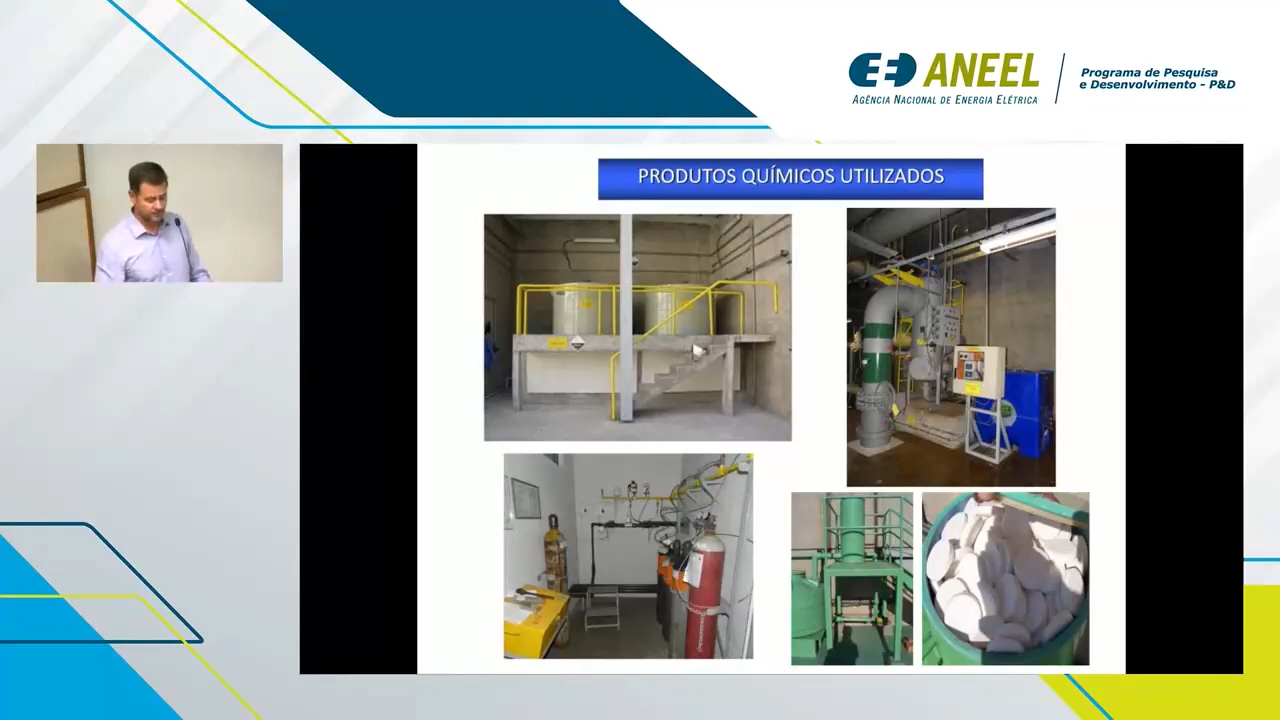 ANEEL
AGÊNCIA NACIONAL DE ENERGIA ELÉTRICA
Programa de Pesquisa
e Desenvolvimento - P&D
PRODUTOS QUÍMICOS UTILIZADOS